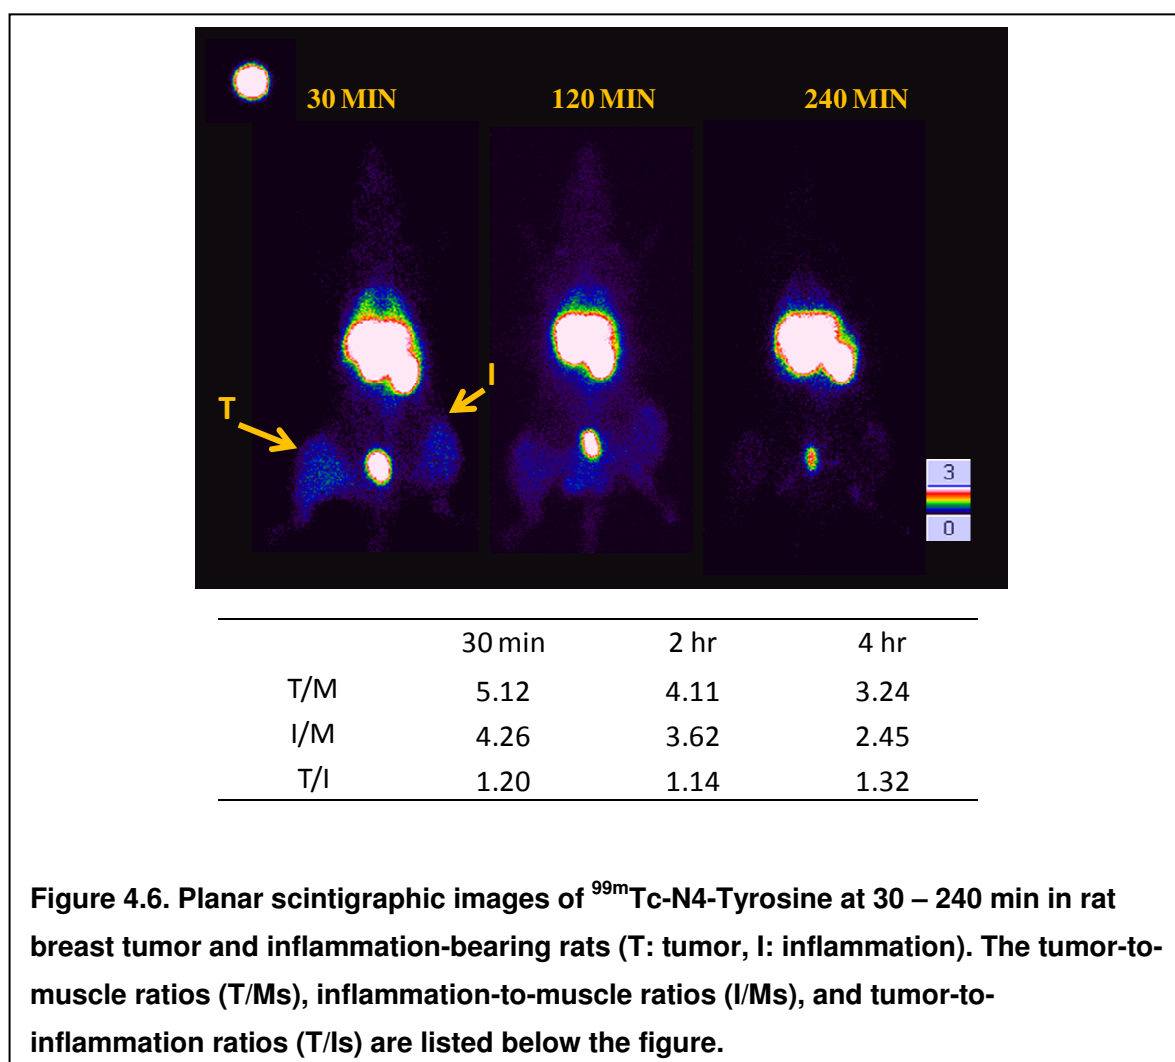 30 MIN 120 MIN 240 MIN
I
T
3
0
30 min 2 hr 4 hr
T/M 5.12 4.11 3.24
I/M 4.26 3.62 2.45
T/I 1.20 1.14 1.32
Figure 4.6. Planar scintigraphic images of ⁹⁹ᵐTc-N4-Tyrosine at 30 – 240 min in rat
breast tumor and inflammation-bearing rats (T: tumor, I: inflammation). The tumor-to-
muscle ratios (T/Ms), inflammation-to-muscle ratios (I/Ms), and tumor-to-
inflammation ratios (T/Is) are listed below the figure.